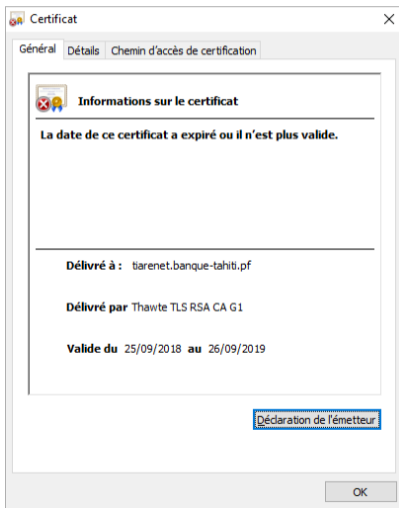 Certificat
Général Détails Chemin d'accès de certification
Informations sur le certificat
La date de ce certificat a expiré ou il n'est plus valide.
Délivré à : tiarenet.banque-tahiti.pf
Délivré par Thawte TLS RSA CA G1
Valide du 25/09/2018 au 26/09/2019
Déclaration de l'émetteur
OK